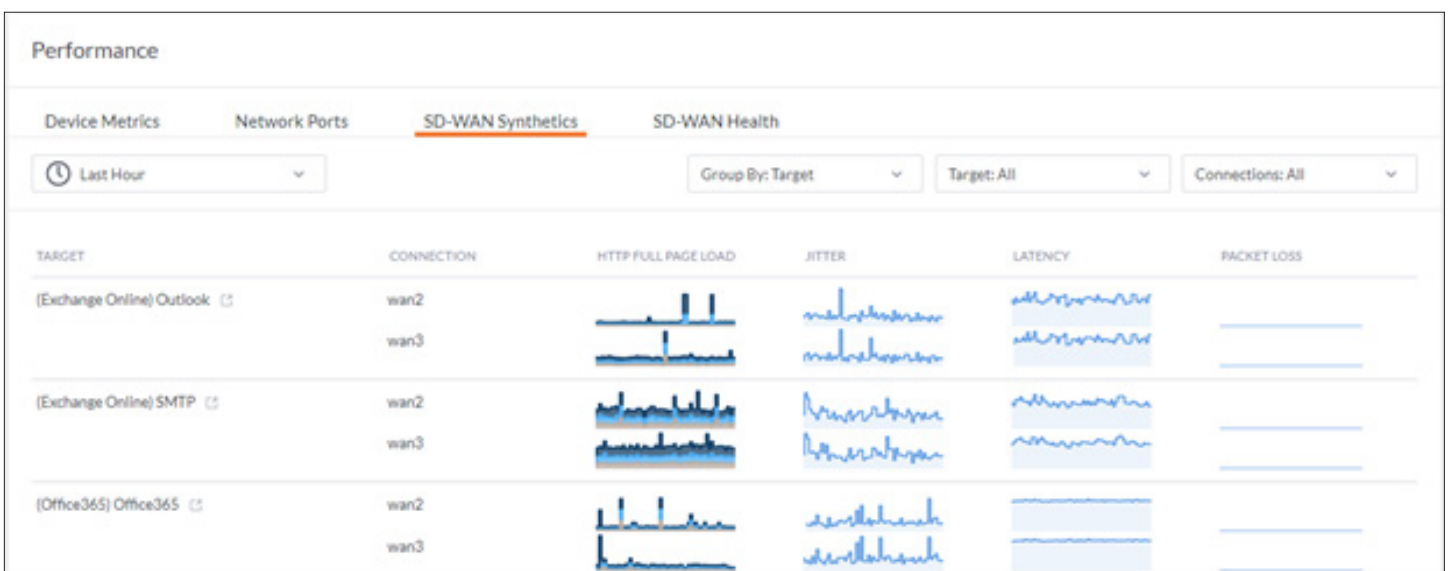 Performance
Device Metrics Network Ports SD-WAN Synthetics SD-WAN Health
Last Hour Group By: Target Target: All Connections: All
TARGET CONNECTION HTTP FULL PAGE LOAD JITTER LATENCY PACKET LOSS
(Exchange Online) Outlook wan2
wan3
(Exchange Online) SMTP wan2
wan3
(Office365) Office365 wan2
wan3